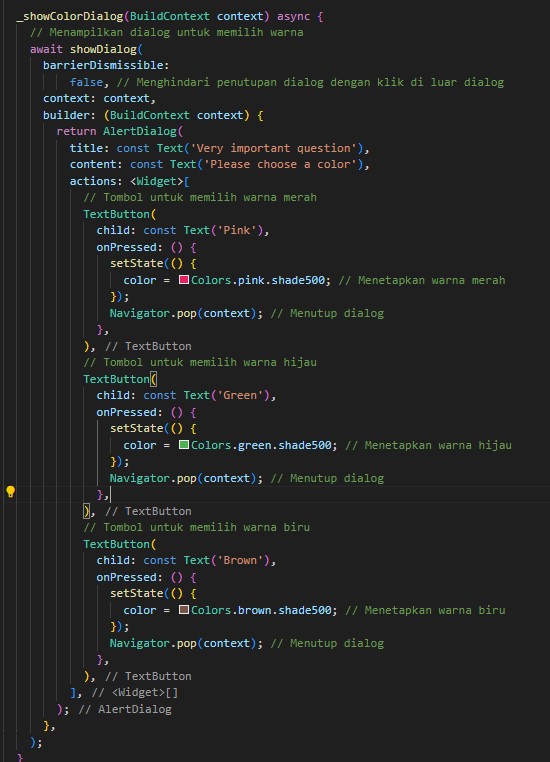 _showColorDialog(BuildContext context) async {
// Menampilkan dialog untuk memilih warna
await showDialog(
barrierDismissible:
false, // Menghindari penutupan dialog dengan klik di luar dialog
context: context,
builder: (BuildContext context) {
return AlertDialog(
title: const Text('Very important question'),
content: const Text('Please choose a color'),
actions: <Widget>[
// Tombol untuk memilih warna merah
TextButton(
child: const Text('Pink'),
onPressed: () {
setState(() {
color = Colors.pink.shade500; // Menetapkan warna merah
});
Navigator.pop(context); // Menutup dialog
},
), // TextButton
// Tombol untuk memilih warna hijau
TextButton(
child: const Text('Green'),
onPressed: () {
setState(() {
color = Colors.green.shade500; // Menetapkan warna hijau
});
Navigator.pop(context); // Menutup dialog
},
), // TextButton
// Tombol untuk memilih warna biru
TextButton(
child: const Text('Brown'),
onPressed: () {
setState(() {
color = Colors.brown.shade500; // Menetapkan warna biru
});
Navigator.pop(context); // Menutup dialog
},
), // TextButton
], // <Widget>[]
); // AlertDialog
},
);
}